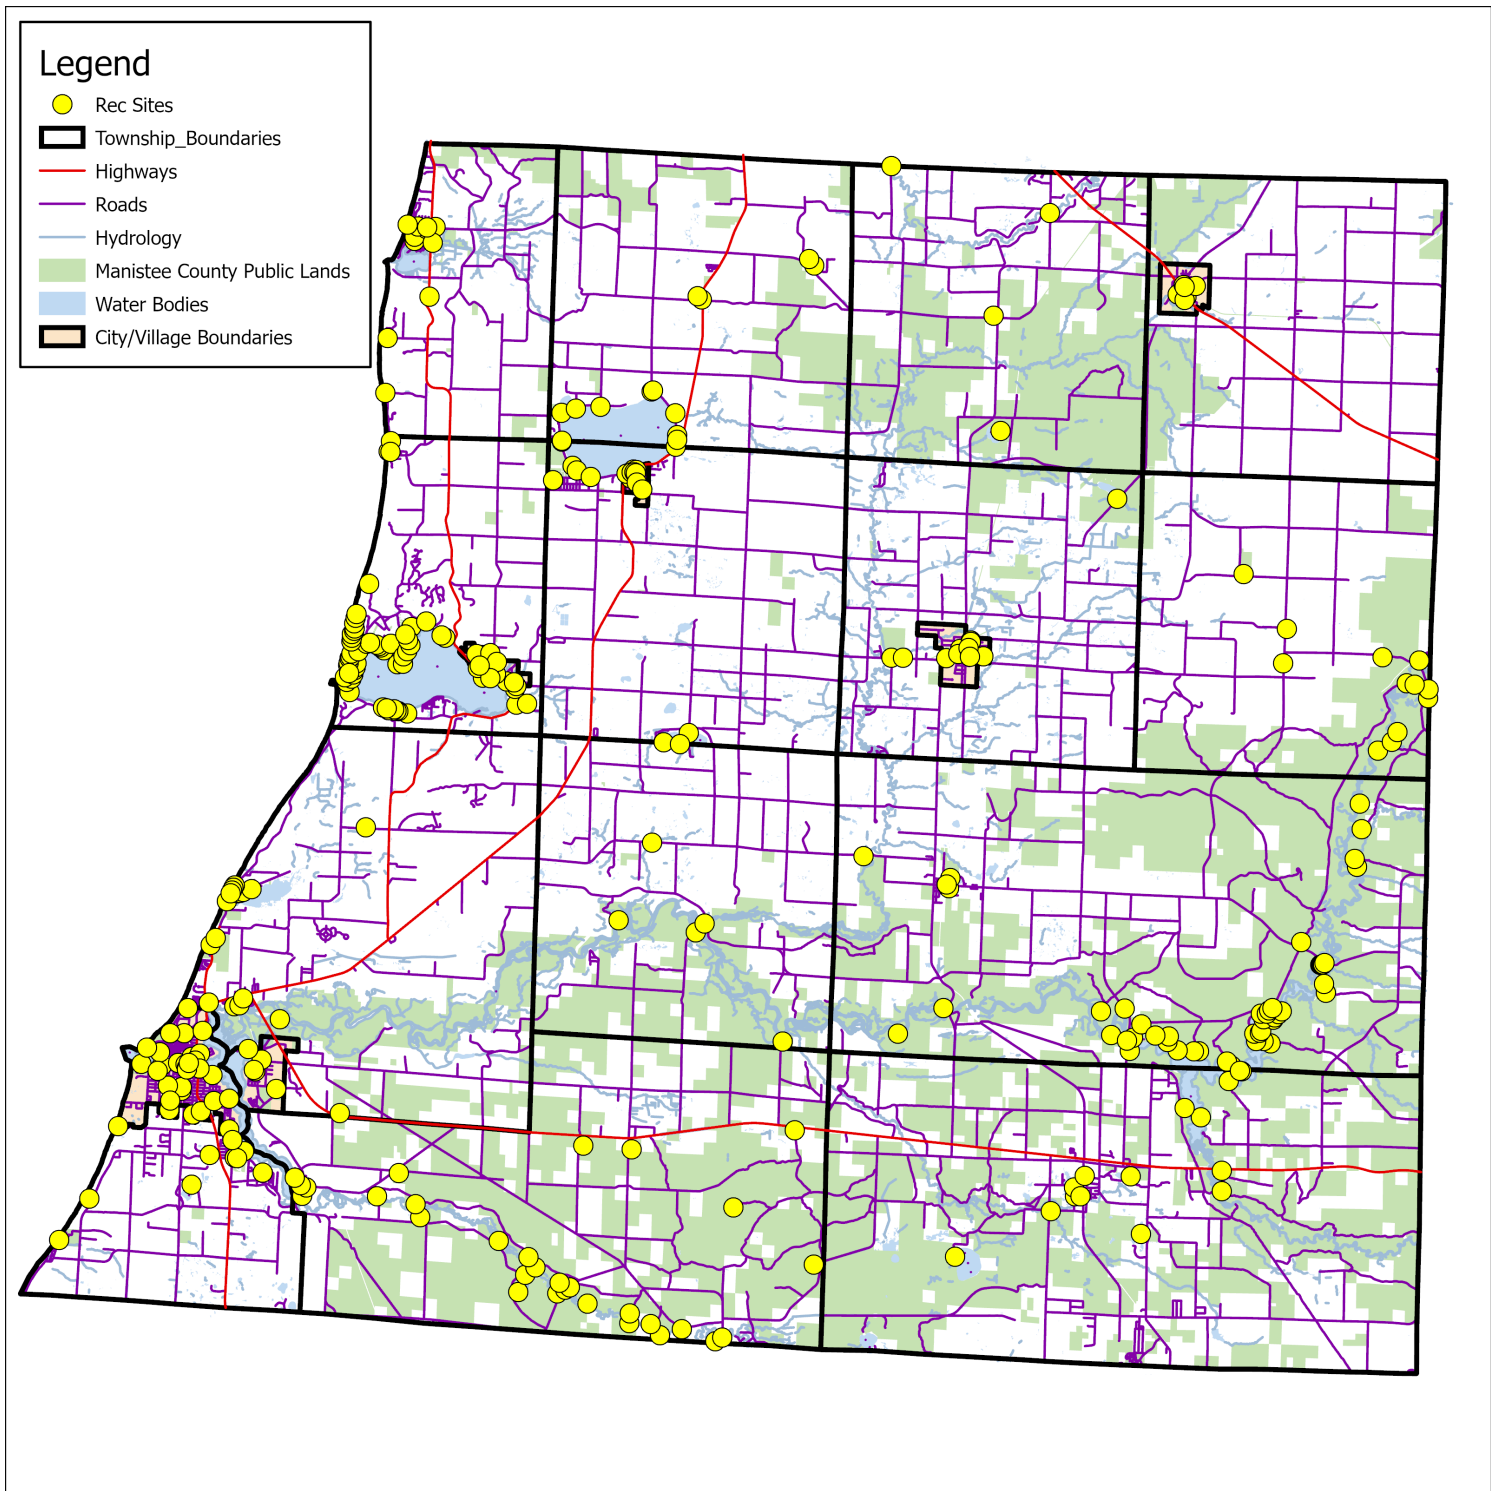 Legend
Rec Sites
Township_Boundaries
Highways
Roads
Hydrology
Manistee County Public Lands
Water Bodies
City/Village Boundaries